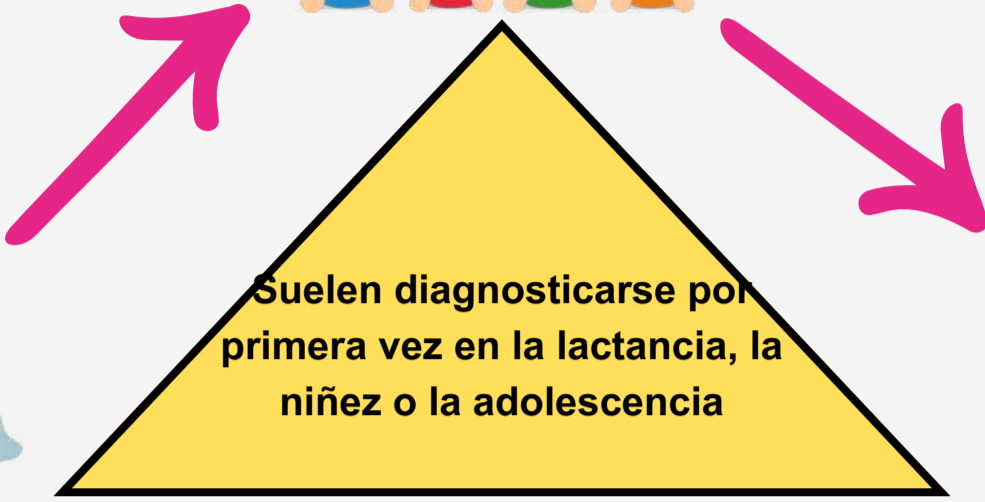 Suelen diagnosticarse por
primera vez en la lactancia, la
niñez o la adolescencia